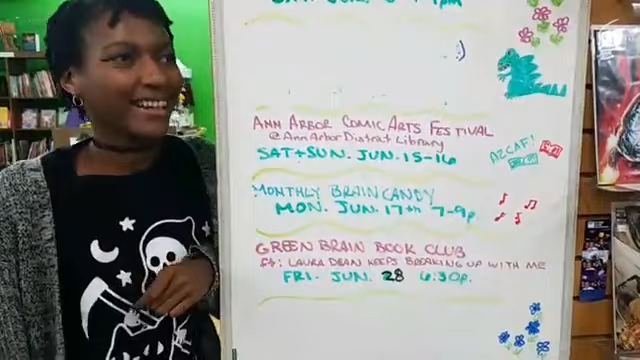 ANN ARBOR COMIC ARTS FESTIVAL
@ Ann Arbor District Library
SAT + SUN. JUN. 15-16
A2CAF!
MONTHLY BRAIN CANDY
MON. JUN. 17th 7-9p.
GREEN BRAIN BOOK CLUB
ft: LAURA DEAN KEEPS BREAKING UP WITH ME
FRI. JUN. 28 6:30p.